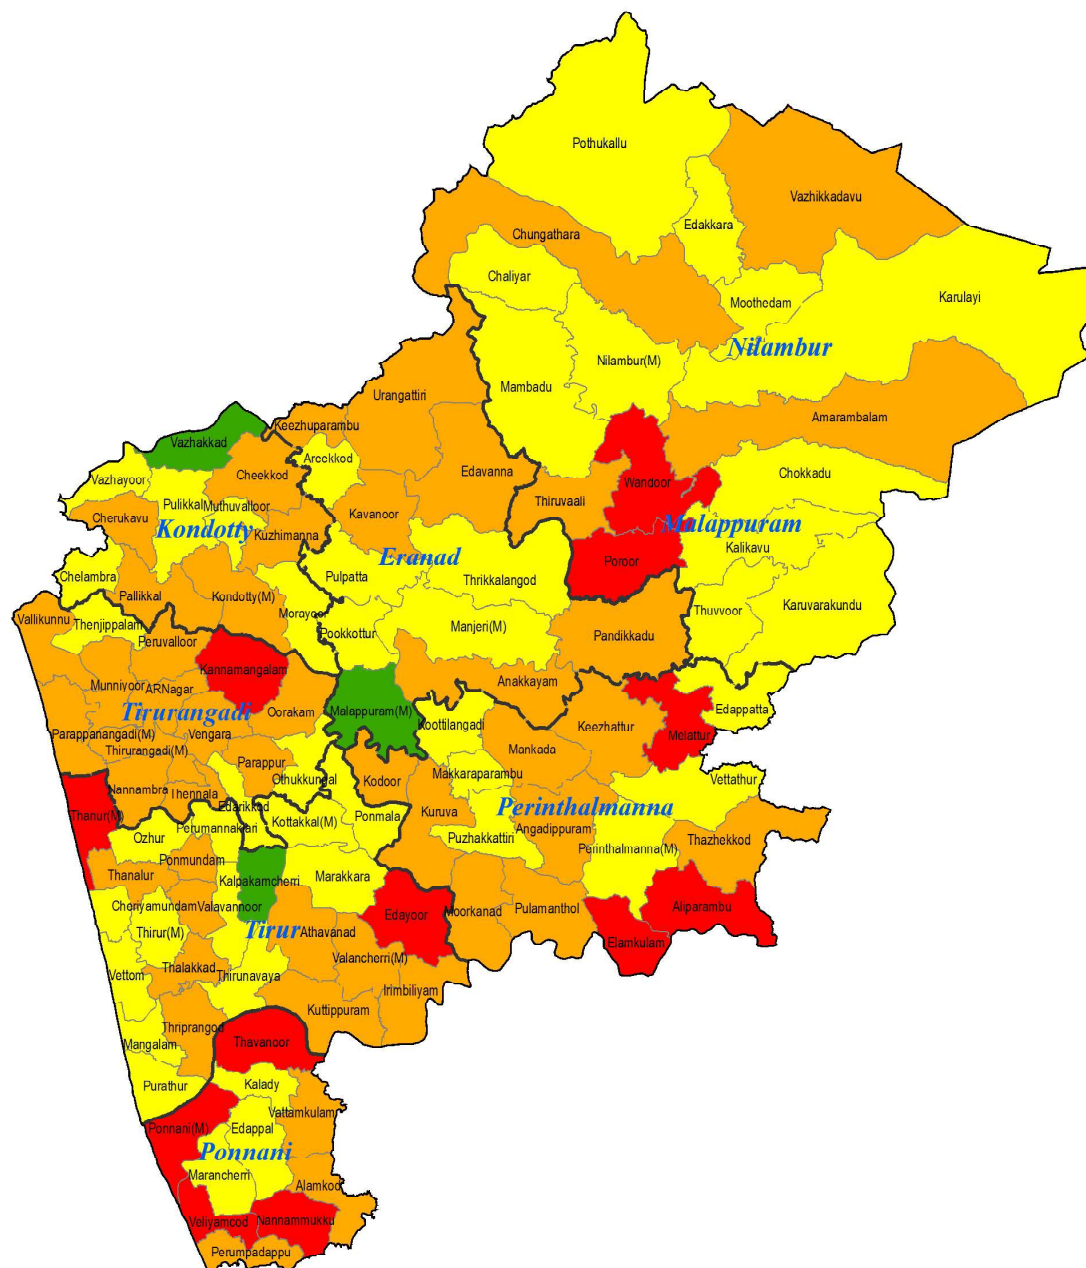 Pothukallu
Vazhikkadavu
Edakkara
Chungathara
Chaliyar
Moothedam
Karulayi
Nilambur
Nilambur(M)
Mambadu
Urangattiri
Amarambalam
Keezhuparambu
Vazhakkad
Areekkod
Edavanna
Chokkadu
Cheekkod
Vazhayoor
Wandoor
Thiruvaali
Pulikkal
Muthuvalloor
Kavanoor
Cherukavu
Kondotty
Malappuram
Kuzhimanna
Eranad
Kalikavu
Poroor
Thrikkalangod
Pulpatta
Chelambra
Pallikkal
Kondotty(M)
Karuvarakundu
Thuvvoor
Morayoor
Vallikunnu
Thenjippalam
Manjeri(M)
Pookkottur
Pandikkadu
Peruvalloor
Kannamangalam
Anakkayam
Munniyoor
ARNagar
Oorakam
Malappuram(M)
Edappatta
Tirurangadi
Koottilangadi
Keezhattur
Melattur
Parappanangadi(M)
Vengara
Thirurangadi(M)
Mankada
Parappur
Othukkungal
Kodoor
Makkaraparambu
Vettathur
Nannambra
Thennala
Edarikkod
Perinthalmanna
Thanur(M)
Kuruva
Ponmala
Kottakkal(M)
Perumannaklari
Angadippuram
Ozhur
Puzhakkattiri
Thazhekkod
Perinthalmanna(M)
Ponmundam
Thanalur
Kalpakamcherri
Marakkara
Aliparambu
Cheriyamundam
Valavannoor
Edayoor
Moorkanad
Pulamanthol
Thirur(M)
Tirur
Athavanad
Elamkulam
Valancherri(M)
Thalakkad
Vettom
Thirunavaya
Irimbiliyam
Kuttippuram
Thriprangod
Mangalam
Thavanoor
Purathur
Kalady
Vattamkulam
Ponnani(M)
Edappal
Ponnani
Marancherri
Alamkod
Veliyamcod
Nannammukku
Perumpadappu